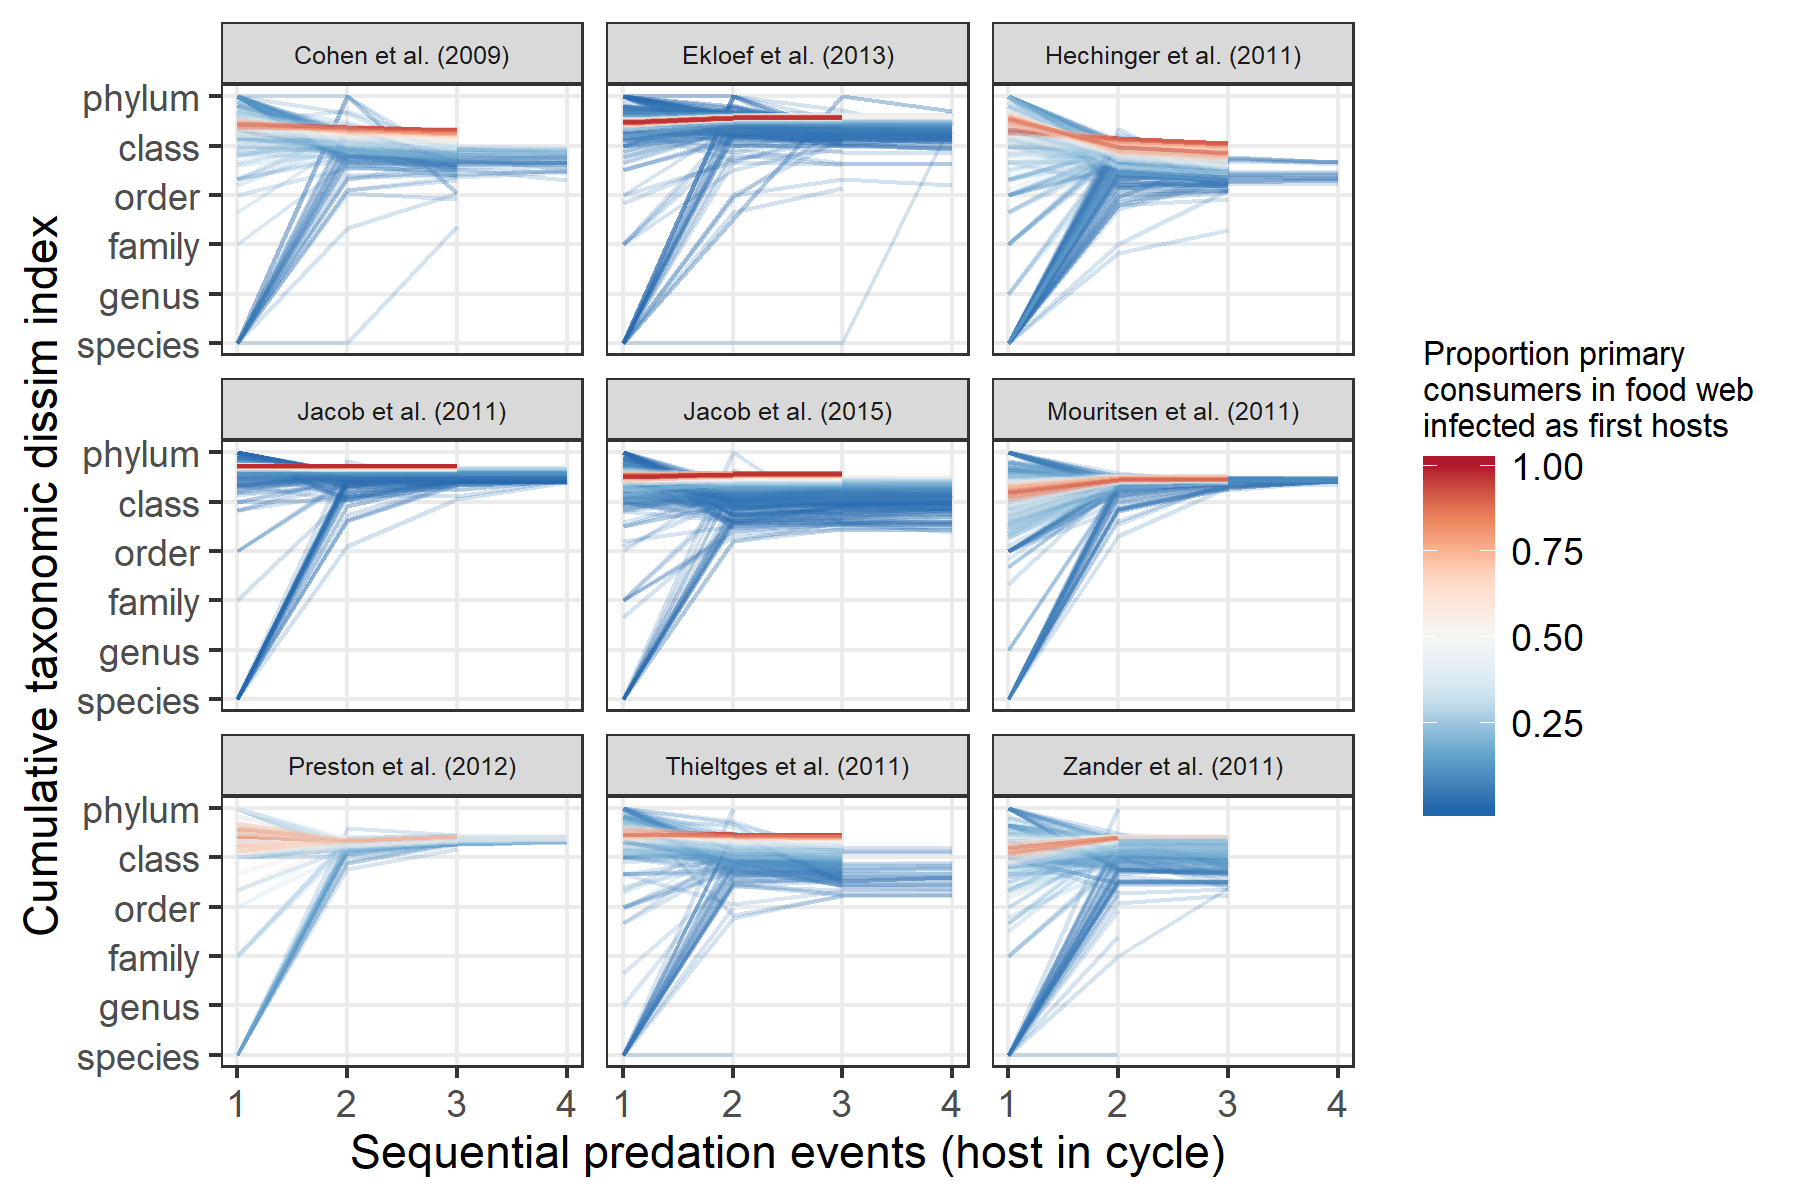 Cohen et al. (2009)
Ekloef et al. (2013)
Hechinger et al. (2011)
phylum
class
order
family
genus
species
Jacob et al. (2011)
Jacob et al. (2015)
Mouritsen et al. (2011)
phylum
class
order
family
genus
species
Preston et al. (2012)
Thieltges et al. (2011)
Zander et al. (2011)
phylum
class
order
family
genus
species
1 2 3 4
1 2 3 4
1 2 3 4
Sequential predation events (host in cycle)
Cumulative taxonomic dissim index
Proportion primary
consumers in food web
infected as first hosts
1.00
0.75
0.50
0.25